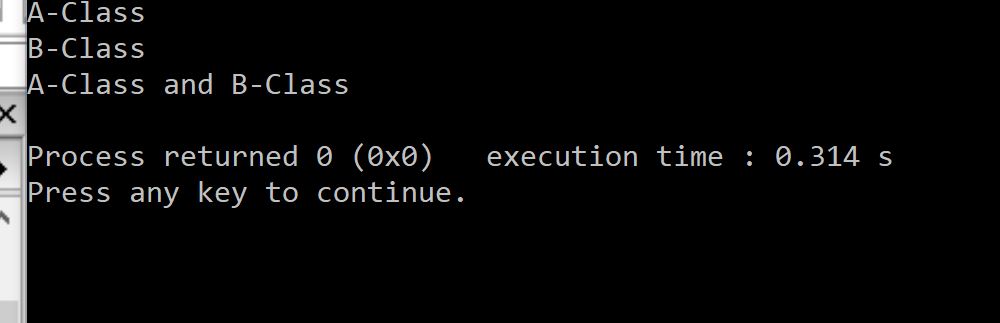 A-Class
B-Class
A-Class and B-Class
Process returned 0 (0x0)   execution time : 0.314 s
Press any key to continue.